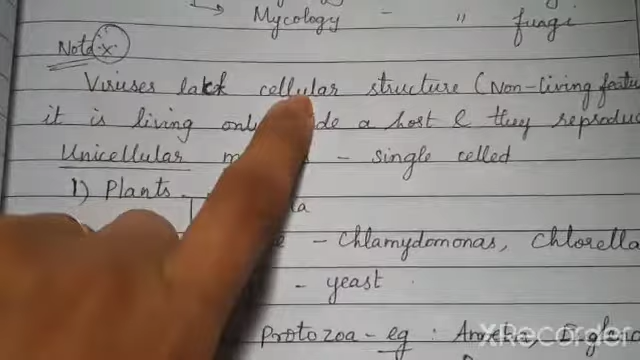 Mycology - " fungi
Note :x:
Viruses lack cellular structure (Non-living
it is living only a host & they
Unicellular - single celled
1) Plants
- Chlamydomonas, Chlorella
- yeast
Protozoa - eg : Amoeba,
XRecorder